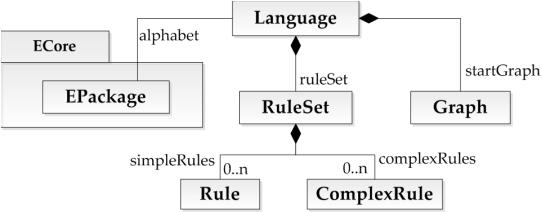 Language
alphabet
ECore
ruleSet
startGraph
EPackage
RuleSet
Graph
simpleRules
complexRules
0..n
0..n
Rule
ComplexRule